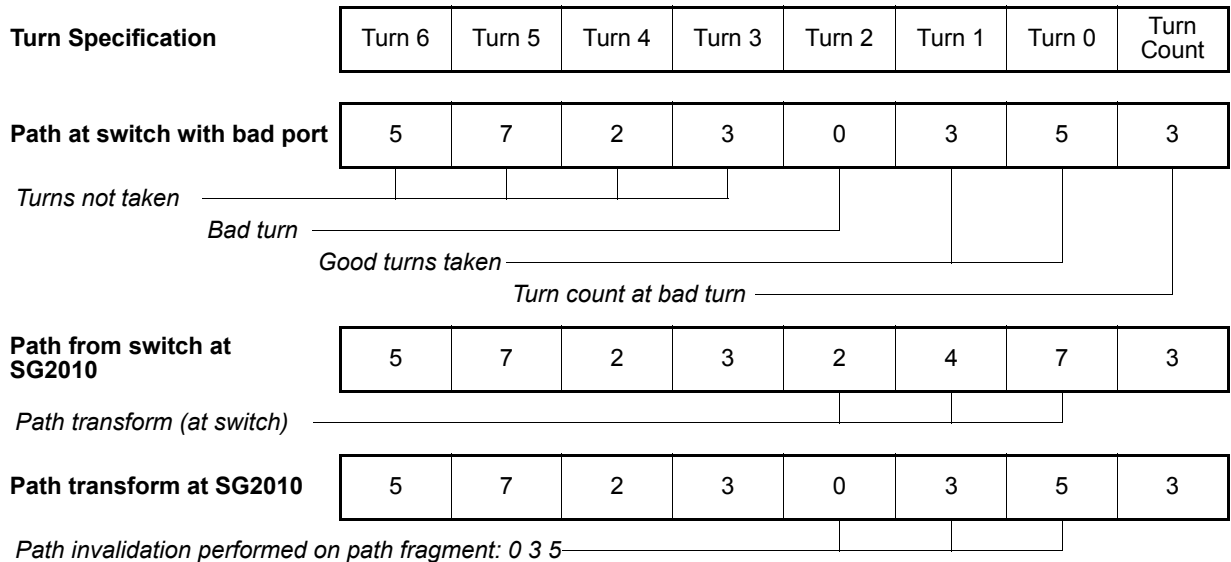 Turn Specification Turn 6 Turn 5 Turn 4 Turn 3 Turn 2 Turn 1 Turn 0 Turn Count
Path at switch with bad port 5 7 2 3 0 3 5 3
Turns not taken
Bad turn
Good turns taken
Turn count at bad turn
Path from switch at
SG2010 5 7 2 3 2 4 7 3
Path transform (at switch)
Path transform at SG2010 5 7 2 3 0 3 5 3
Path invalidation performed on path fragment: 0 3 5